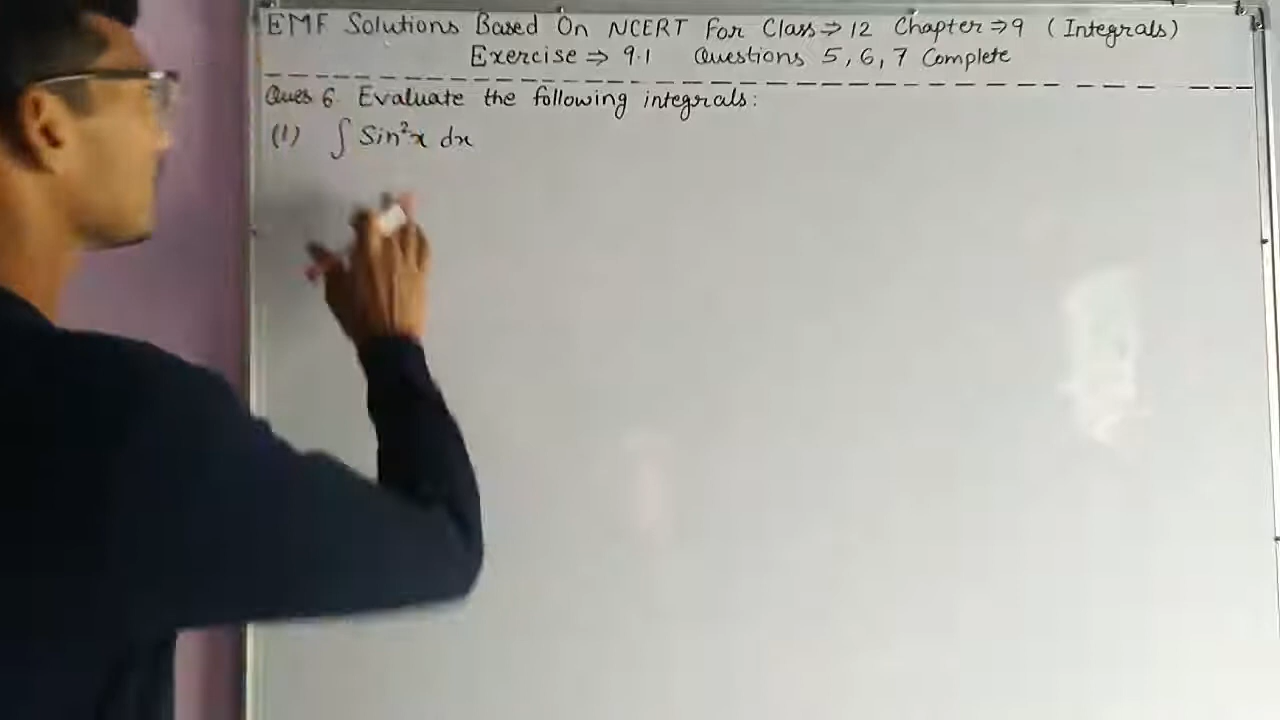 EMF Solutions Based On NCERT For Class ⇒ 12 Chapter ⇒ 9 (Integrals)
Exercise ⇒ 9.1 Questions 5, 6, 7 Complete
Ques 6. Evaluate the following integrals:
(1) ∫ Sin²x dx